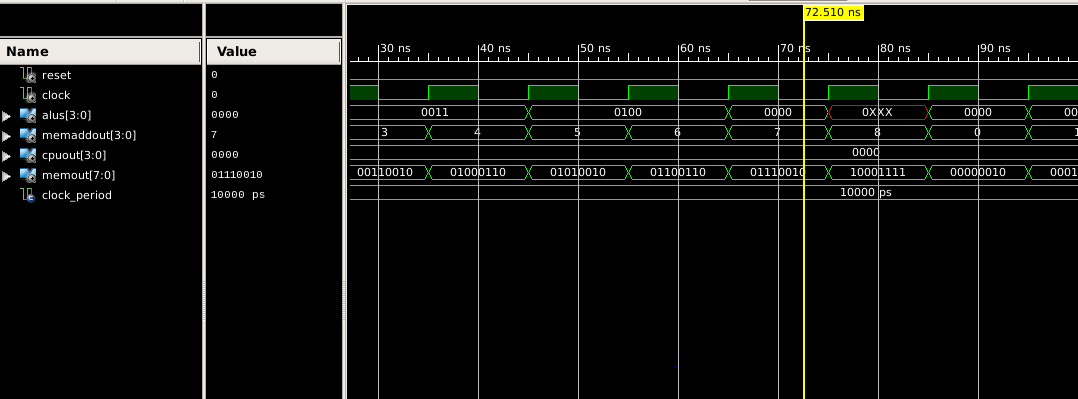 72.510 ns
Name Value 30 ns 40 ns 50 ns 60 ns 70 ns 80 ns 90 ns
reset 0
clock 0
alus[3:0] 0000 0011 0100 0000 0XXX 0000 00
memaddout[3:0] 7 3 4 5 6 7 8 0 1
cpuout[3:0] 0000 0000
memout[7:0] 01110010 00110010 01000110 01010010 01100110 01110010 10001111 00000010 0001
clock_period 10000 ps 10000 ps